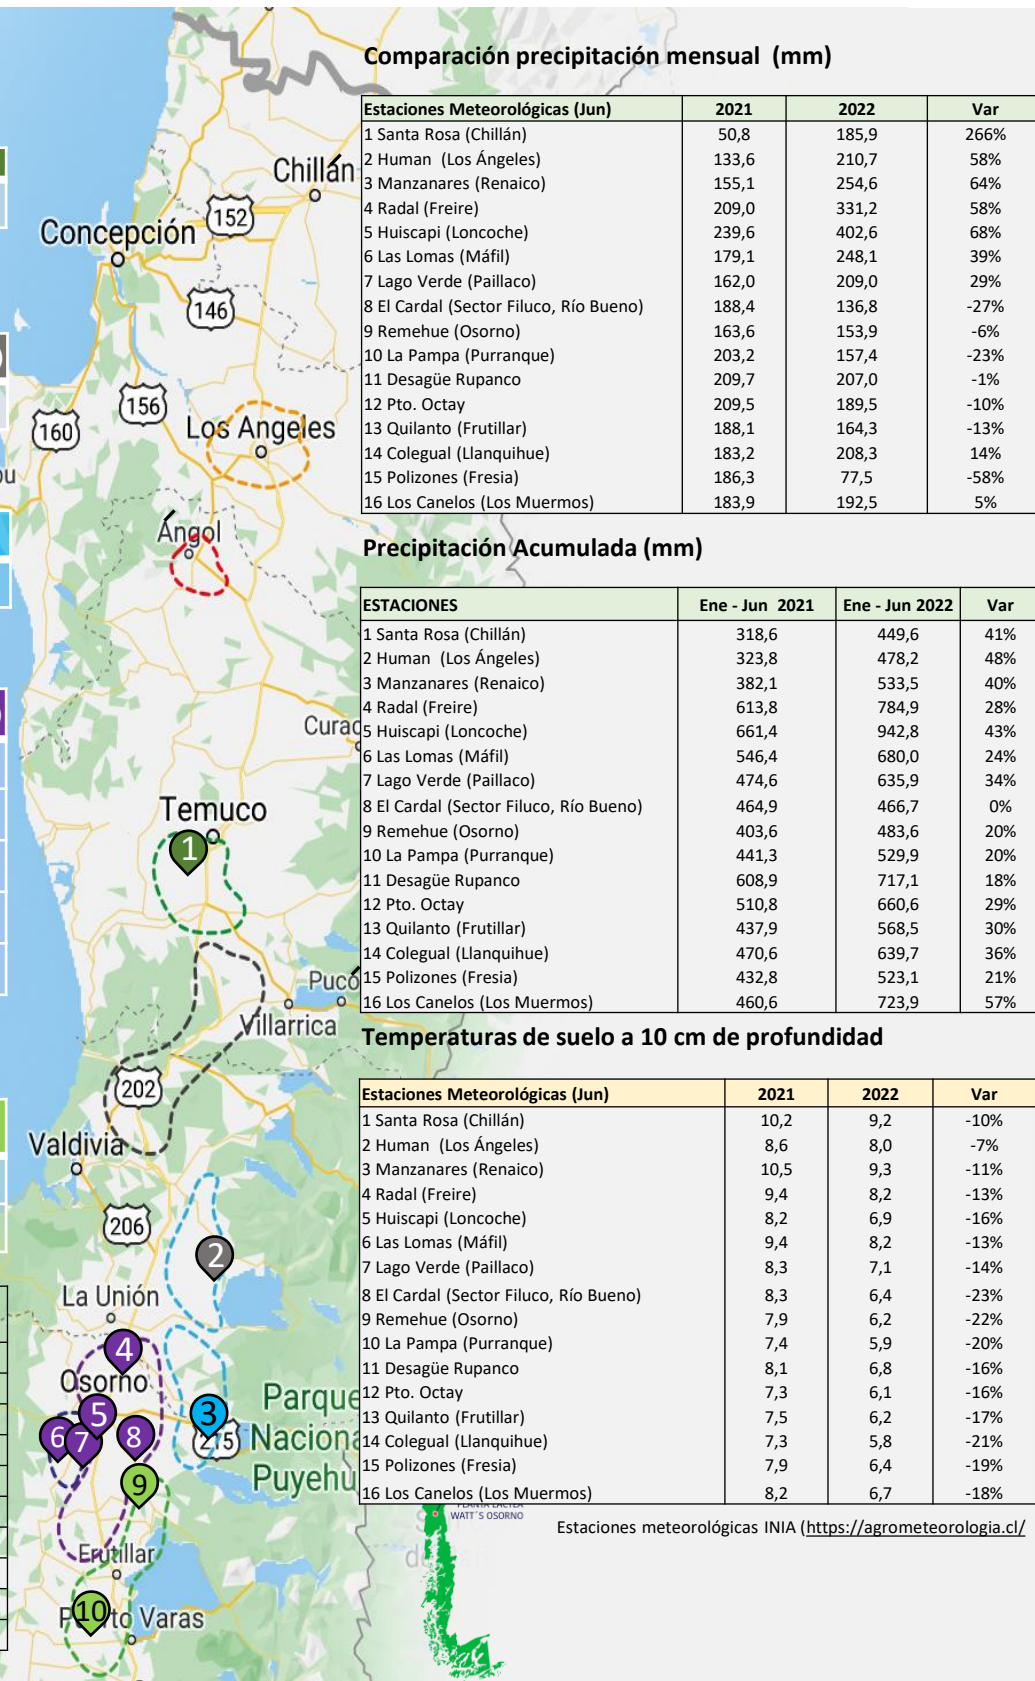 Comparación precipitación mensual (mm)
Estaciones Meteorológicas (Jun) 2021 2022 Var
1 Santa Rosa (Chillán) 50,8 185,9 266%
2 Human (Los Ángeles) 133,6 210,7 58%
3 Manzanares (Renaico) 155,1 254,6 64%
4 Radal (Freire) 209,0 331,2 58%
5 Huiscapi (Loncoche) 239,6 402,6 68%
6 Las Lomas (Máfil) 179,1 248,1 39%
7 Lago Verde (Paillaco) 162,0 209,0 29%
8 El Cardal (Sector Filuco, Río Bueno) 188,4 136,8 -27%
9 Remehue (Osorno) 163,6 153,9 -6%
10 La Pampa (Purranque) 203,2 157,4 -23%
11 Desagüe Rupanco 209,7 207,0 -1%
12 Pto. Octay 209,5 189,5 -10%
13 Quilanto (Frutillar) 188,1 164,3 -13%
14 Colegual (Llanquihue) 183,2 208,3 14%
15 Polizones (Fresia) 186,3 77,5 -58%
16 Los Canelos (Los Muermos) 183,9 192,5 5%
Precipitación Acumulada (mm)
ESTACIONES Ene - Jun 2021 Ene - Jun 2022 Var
1 Santa Rosa (Chillán) 318,6 449,6 41%
2 Human (Los Ángeles) 323,8 478,2 48%
3 Manzanares (Renaico) 382,1 533,5 40%
4 Radal (Freire) 613,8 784,9 28%
5 Huiscapi (Loncoche) 661,4 942,8 43%
6 Las Lomas (Máfil) 546,4 680,0 24%
7 Lago Verde (Paillaco) 474,6 635,9 34%
8 El Cardal (Sector Filuco, Río Bueno) 464,9 466,7 0%
9 Remehue (Osorno) 403,6 483,6 20%
10 La Pampa (Purranque) 441,3 529,9 20%
11 Desagüe Rupanco 608,9 717,1 18%
12 Pto. Octay 510,8 660,6 29%
13 Quilanto (Frutillar) 437,9 568,5 30%
14 Colegual (Llanquihue) 470,6 639,7 36%
15 Polizones (Fresia) 432,8 523,1 21%
16 Los Canelos (Los Muermos) 460,6 723,9 57%
Temperaturas de suelo a 10 cm de profundidad
Estaciones Meteorológicas (Jun) 2021 2022 Var
1 Santa Rosa (Chillán) 10,2 9,2 -10%
2 Human (Los Ángeles) 8,6 8,0 -7%
3 Manzanares (Renaico) 10,5 9,3 -11%
4 Radal (Freire) 9,4 8,2 -13%
5 Huiscapi (Loncoche) 8,2 6,9 -16%
6 Las Lomas (Máfil) 9,4 8,2 -13%
7 Lago Verde (Paillaco) 8,3 7,1 -14%
8 El Cardal (Sector Filuco, Río Bueno) 8,3 6,4 -23%
9 Remehue (Osorno) 7,9 6,2 -22%
10 La Pampa (Purranque) 7,4 5,9 -20%
11 Desagüe Rupanco 8,1 6,8 -16%
12 Pto. Octay 7,3 6,1 -16%
13 Quilanto (Frutillar) 7,5 6,2 -17%
14 Colegual (Llanquihue) 7,3 5,8 -21%
15 Polizones (Fresia) 7,9 6,4 -19%
16 Los Canelos (Los Muermos) 8,2 6,7 -18%
Estaciones meteorológicas INIA (https://agrometeorologia.cl/
Chillán
152
Concepción
146
156
160
Los Angeles
Ángol
Temuco
1
Pucó
Villarrica
202
Valdivia
206
2
La Unión
4
Osorno
5
3
6
7
8
215
Parque
Naciona
Puyehu
9
WATT´S OSORNO
Frutillar
10
to Varas